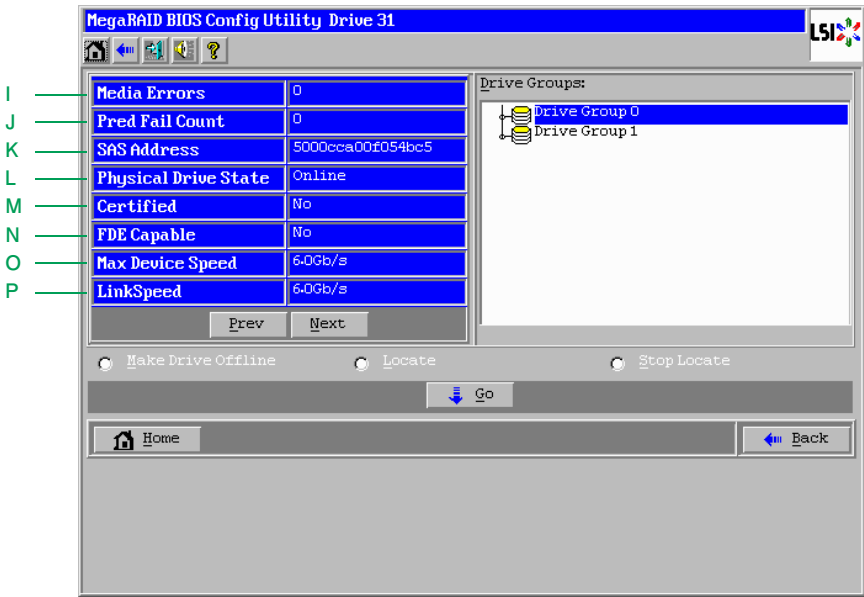 MegaRAID BIOS Config Utility Drive 31
LSI
I Media Errors 0
J Pred Fail Count 0
K SAS Address 5000cca00f054bc5
L Physical Drive State Online
M Certified No
N FDE Capable No
O Max Device Speed 6.0Gb/s
P LinkSpeed 6.0Gb/s
Prev Next
Drive Groups:
Drive Group 0
Drive Group 1
Make Drive Offline Locate Stop Locate
Go
Home Back